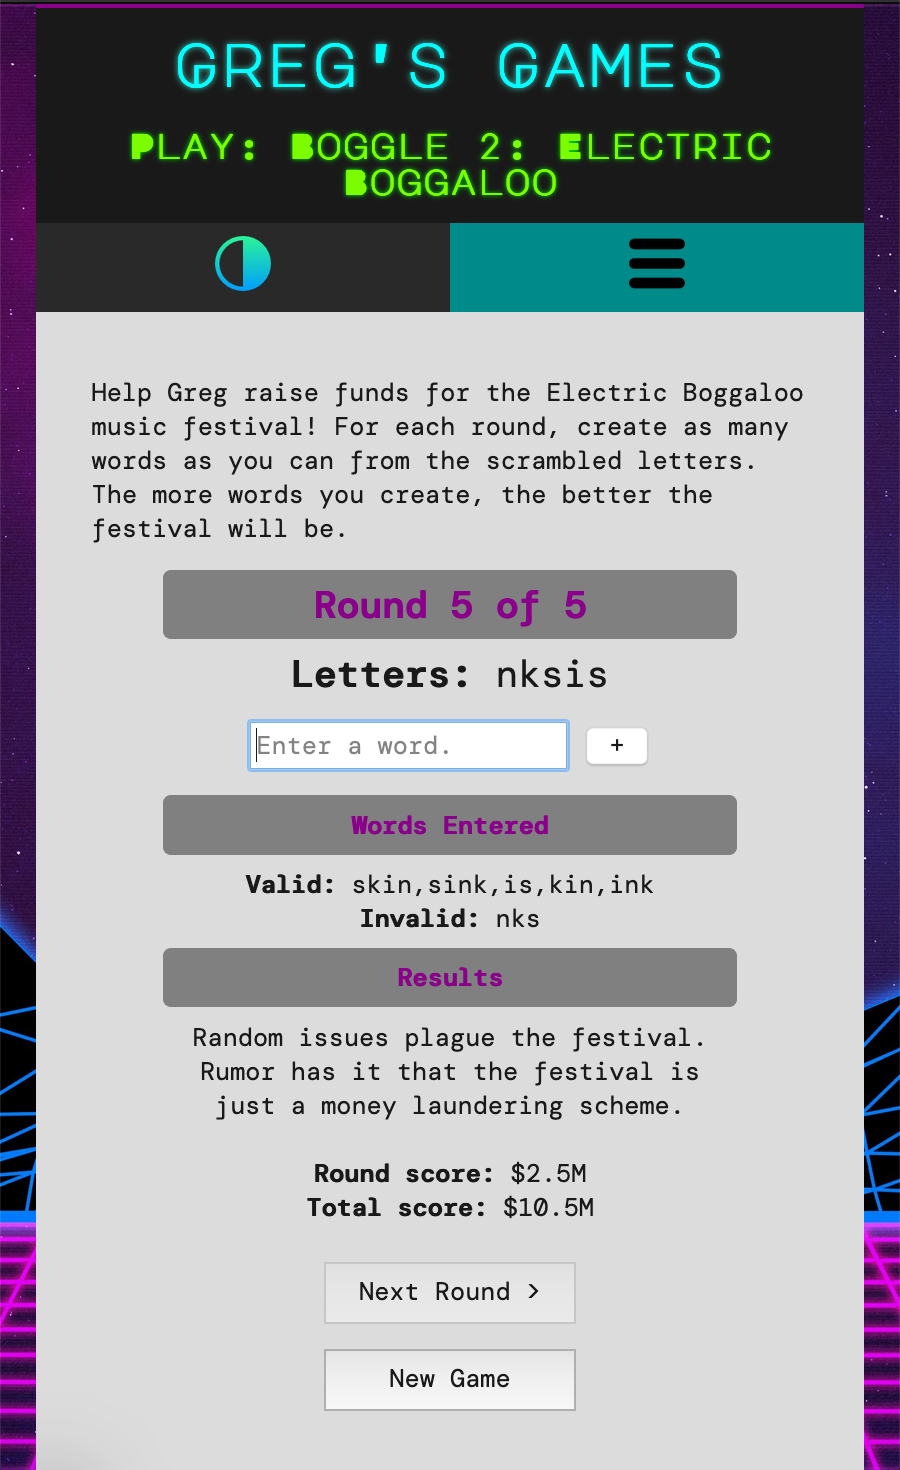 GREG'S GAMES
PLAY: BOGGLE 2: ELECTRIC
BOGGALOO
Help Greg raise funds for the Electric Boggaloo
music festival! For each round, create as many
words as you can from the scrambled letters.
The more words you create, the better the
festival will be.
Round 5 of 5
Letters: nksis
Enter a word. +
Words Entered
Valid: skin,sink,is,kin,ink
Invalid: nks
Results
Random issues plague the festival.
Rumor has it that the festival is
just a money laundering scheme.
Round score: $2.5M
Total score: $10.5M
Next Round >
New Game